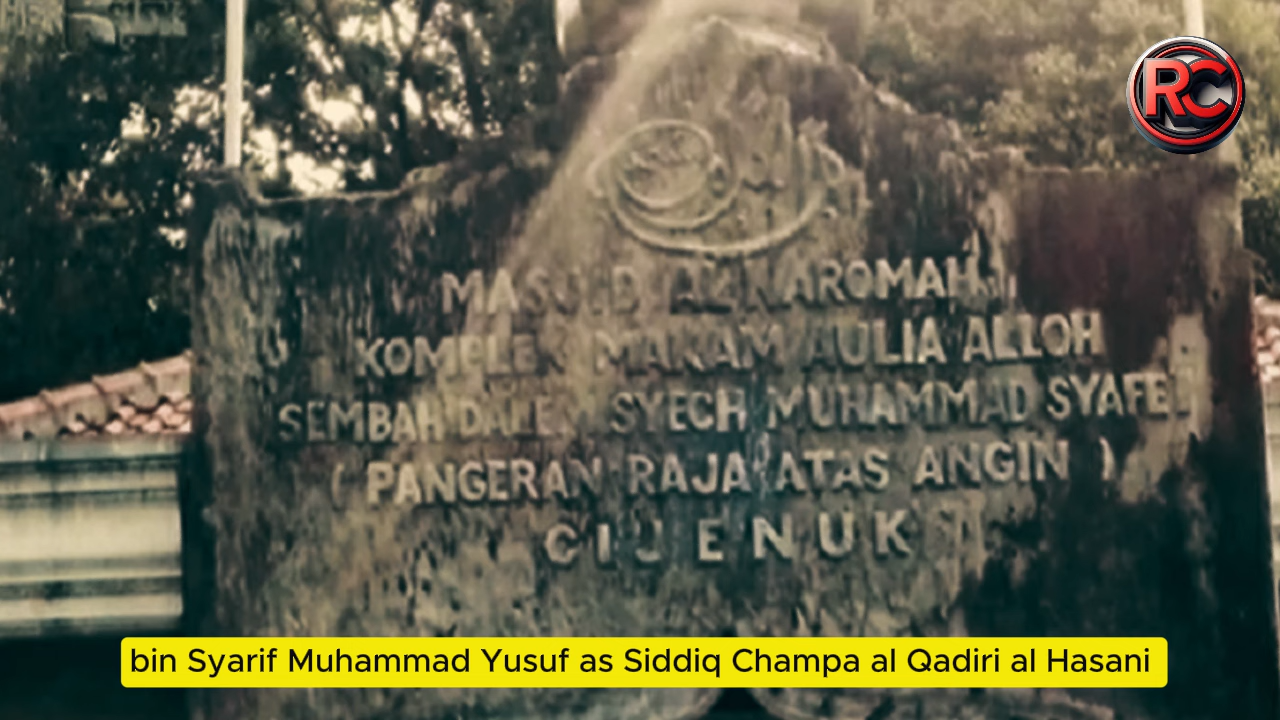 RC
MASJID AL KAROMAH
KOMPLEK MAKAM AULIA ALLOH
SEMBAH DALEM SYECH MUHAMMAD SYAFE'I
( PANGERAN RAJA ATAS ANGIN )
CIJENUK
bin Syarif Muhammad Yusuf as Siddiq Champa al Qadiri al Hasani